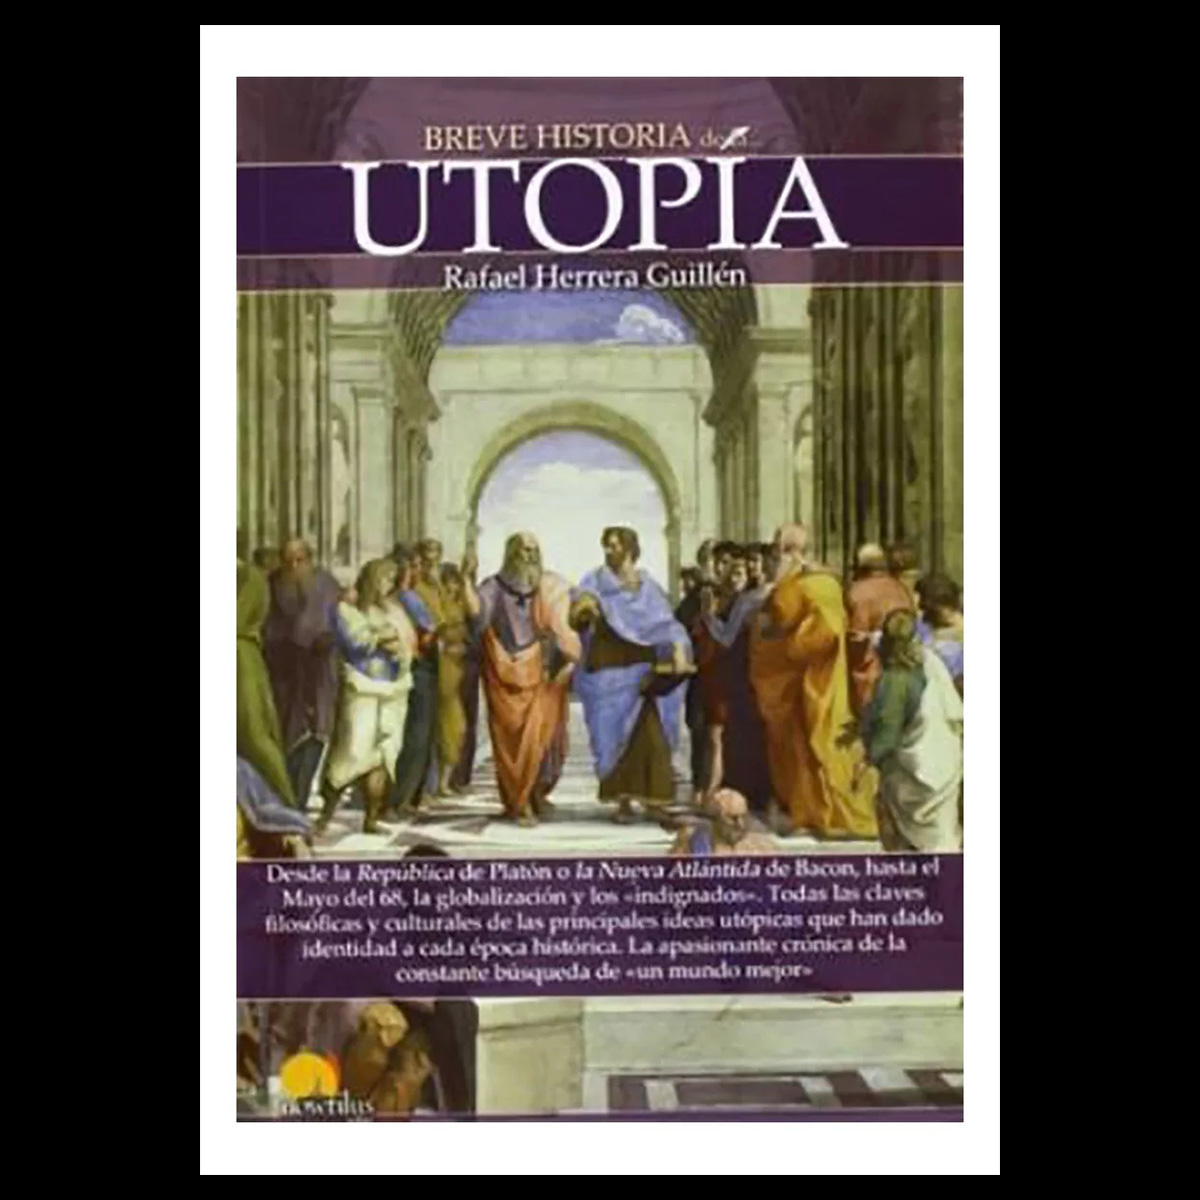 BREVE HISTORIA de la...
UTOPÍA
Rafael Herrera Guillén
Desde la República de Platón o la Nueva Atlántida de Bacon, hasta el
Mayo del 68, la globalización y los «indignados». Todas las claves
filosóficas y culturales de las principales ideas utópicas que han dado
identidad a cada época histórica. La apasionante crónica de la
constante búsqueda de «un mundo mejor»
nowtilus